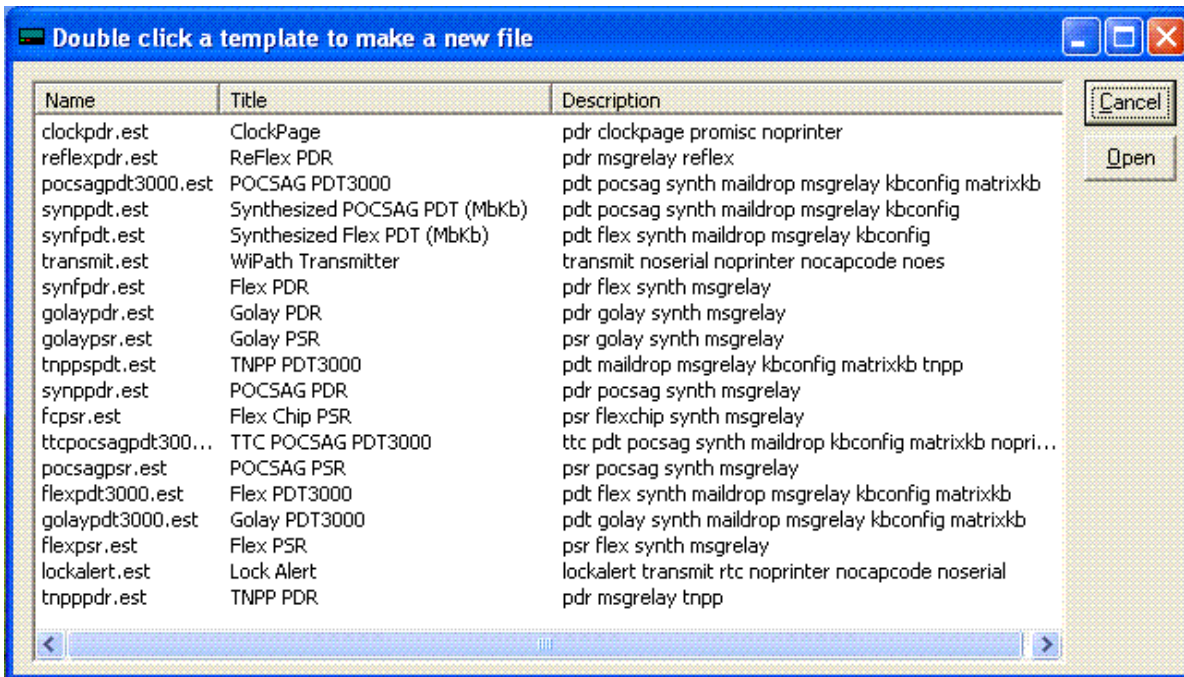 Double click a template to make a new file
Name Title Description
Cancel
clockpdr.est ClockPage pdr clockpage promisc noprinter
reflexpdr.est ReFlex PDR pdr msgrelay reflex
Open
pocsagpdt3000.est POCSAG PDT3000 pdt pocsag synth maildrop msgrelay kbconfig matrixkb
synppdt.est Synthesized POCSAG PDT (MbKb) pdt pocsag synth maildrop msgrelay kbconfig
synfpdt.est Synthesized Flex PDT (MbKb) pdt flex synth maildrop msgrelay kbconfig
transmit.est WiPath Transmitter transmit noserial noprinter nocapcode noes
synfpdr.est Flex PDR pdr flex synth msgrelay
golaypdr.est Golay PDR pdr golay synth msgrelay
golaypsr.est Golay PSR psr golay synth msgrelay
tnppspdt.est TNPP PDT3000 pdt maildrop msgrelay kbconfig matrixkb tnpp
synppdr.est POCSAG PDR pdr pocsag synth msgrelay
fcpsr.est Flex Chip PSR psr flexchip synth msgrelay
ttcpocsagpdt300... TTC POCSAG PDT3000 ttc pdt pocsag synth maildrop kbconfig matrixkb nopri...
pocsagpsr.est POCSAG PSR psr pocsag synth msgrelay
flexpdt3000.est Flex PDT3000 pdt flex synth maildrop msgrelay kbconfig matrixkb
golaypdt3000.est Golay PDT3000 pdt golay synth maildrop msgrelay kbconfig matrixkb
flexpsr.est Flex PSR psr flex synth msgrelay
lockalert.est Lock Alert lockalert transmit rtc noprinter nocapcode noserial
tnpppdr.est TNPP PDR pdr msgrelay tnpp